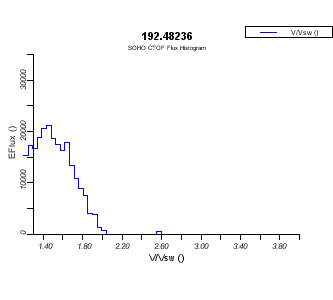 192.48236
SOHO CTOF Flux Histogram
V/Vsw ()
EFlux ()
30000
20000
10000
0
1.40 1.80 2.20 2.60 3.00 3.40 3.80
V/Vsw ()